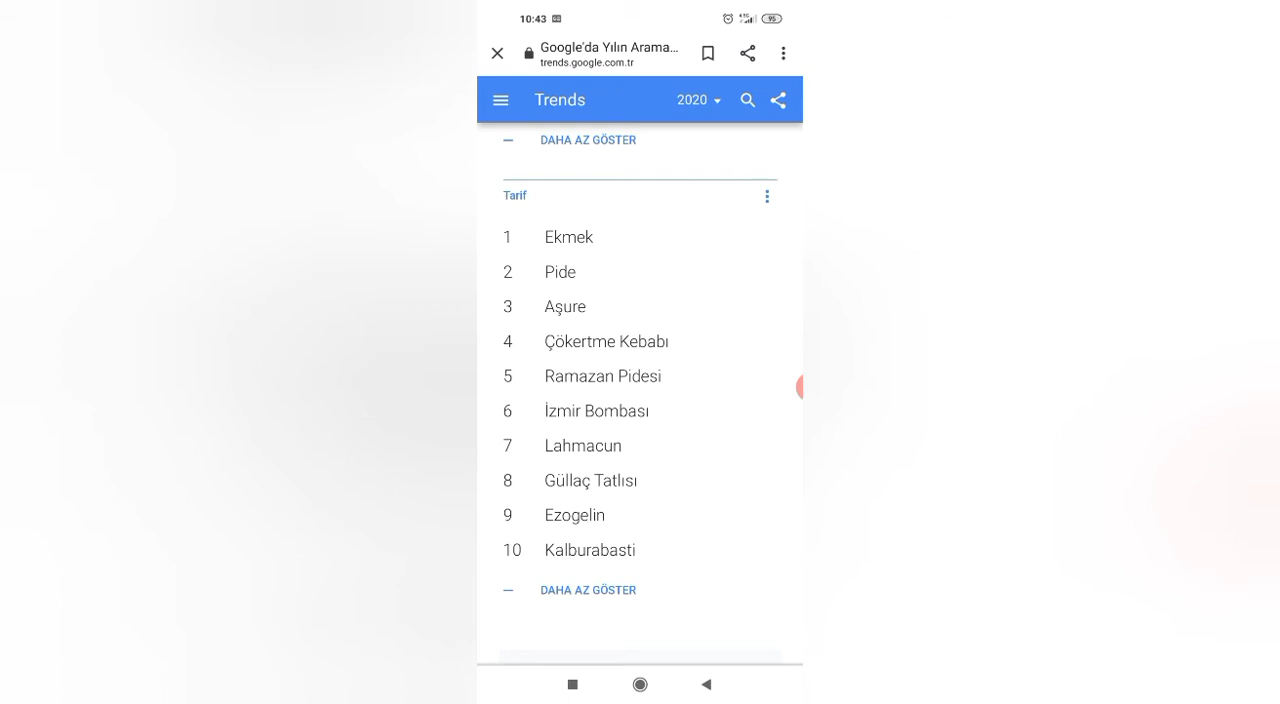 10:43
95
Google'da Yılın Arama...
trends.google.com.tr
Trends 2020
DAHA AZ GÖSTER
Tarif
1 Ekmek
2 Pide
3 Aşure
4 Çökertme Kebabı
5 Ramazan Pidesi
6 İzmir Bombası
7 Lahmacun
8 Güllaç Tatlısı
9 Ezogelin
10 Kalburabasti
DAHA AZ GÖSTER